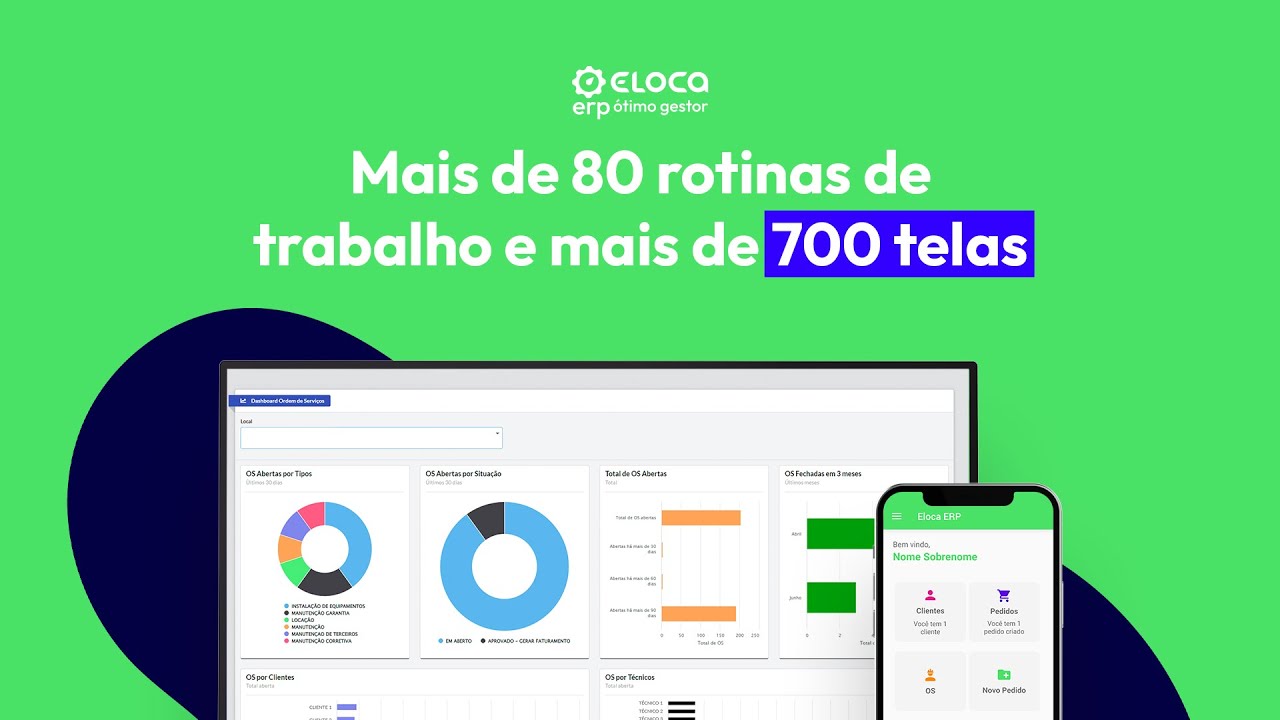 ELOCA
erp ótimo gestor
Mais de 80 rotinas de
trabalho e mais de 700 telas
Dashboard Ordem de Serviços
Local
OS Abertas por Tipos
Últimos 30 dias
INSTALAÇÃO DE EQUIPAMENTOS
MANUTENÇÃO GARANTIA
LOCAÇÃO
MANUTENÇÃO
MANUTENÇAO DE TERCEIROS
MANUTENÇÃO CORRETIVA
OS Abertas por Situação
Últimos 30 dias
EM ABERTO
APROVADO - GERAR FATURAMENTO
Total de OS Abertas
Total
Total de OS abertas
Abertas há mais de 30
dias
Abertas há mais de 60
dias
Abertas há mais de 90
dias
0 50 100 150 200 250
Total de OS
OS Fechadas em 3 meses
Últimos meses
Abril
Junho
0 2 4
OS por Clientes
Total aberta
CLIENTE 1
OS por Técnicos
Total aberta
TÉCNICO 1
TÉCNICO 2
TÉCNICO 3
Eloca ERP
Bem vindo,
Nome Sobrenome
Clientes
Você tem 1
cliente
Pedidos
Você tem 1
pedido criado
OS
Novo Pedido